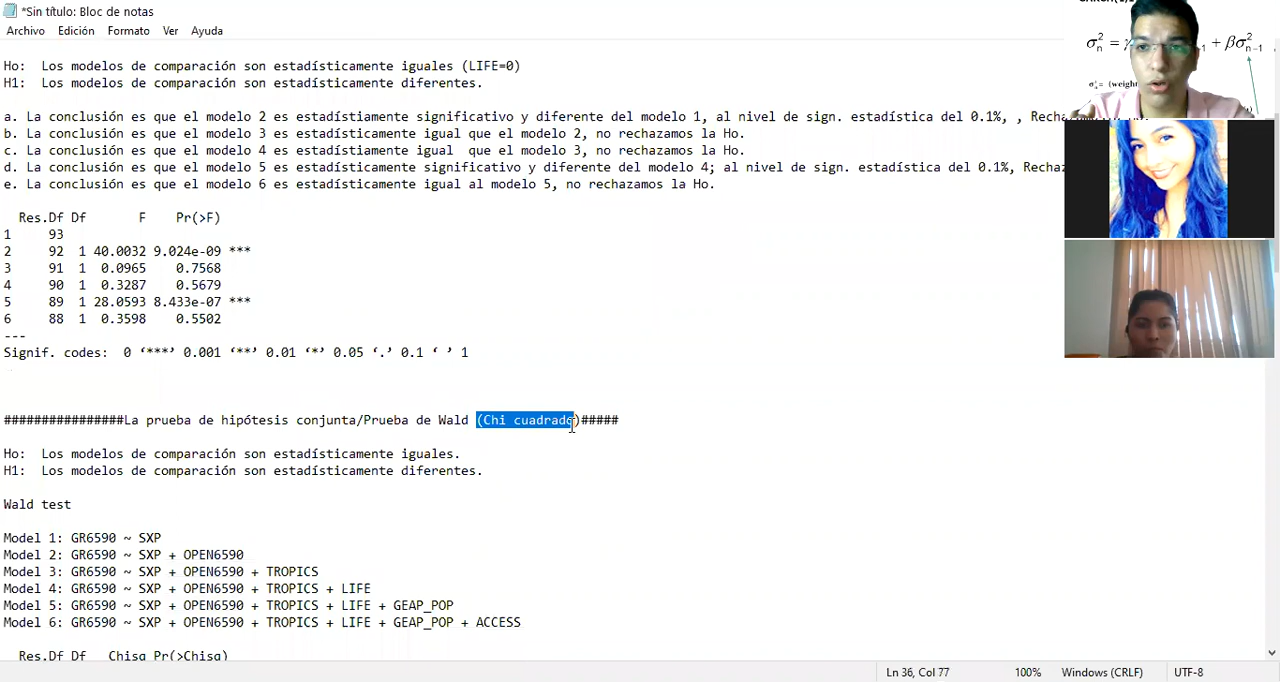 *Sin título: Bloc de notas
Archivo Edición Formato Ver Ayuda
Ho: Los modelos de comparación son estadísticamente iguales (LIFE=0)
H1: Los modelos de comparación son estadísticamente diferentes.
a. La conclusión es que el modelo 2 es estadístiamente significativo y diferente del modelo 1, al nivel de sign. estadística del 0.1%, ,
b. La conclusión es que el modelo 3 es estadísticamente igual que el modelo 2, no rechazamos la Ho.
c. La conclusión es que el modelo 4 es estadístiamente igual que el modelo 3, no rechazamos la Ho.
d. La conclusión es que el modelo 5 es estadísticamente significativo y diferente del modelo 4; al nivel de sign. estadística del 0.1%,
e. La conclusión es que el modelo 6 es estadísticamente igual al modelo 5, no rechazamos la Ho.
Res.Df Df F Pr(>F)
1 93
2 92 1 40.0032 9.024e-09 ***
3 91 1 0.0965 0.7568
4 90 1 0.3287 0.5679
5 89 1 28.0593 8.433e-07 ***
6 88 1 0.3598 0.5502
---
Signif. codes: 0 ‘***’ 0.001 ‘**’ 0.01 ‘*’ 0.05 ‘.’ 0.1 ‘ ’ 1
################La prueba de hipótesis conjunta/Prueba de Wald (Chi cuadrado)#####
Ho: Los modelos de comparación son estadísticamente iguales.
H1: Los modelos de comparación son estadísticamente diferentes.
Wald test
Model 1: GR6590 ~ SXP
Model 2: GR6590 ~ SXP + OPEN6590
Model 3: GR6590 ~ SXP + OPEN6590 + TROPICS
Model 4: GR6590 ~ SXP + OPEN6590 + TROPICS + LIFE
Model 5: GR6590 ~ SXP + OPEN6590 + TROPICS + LIFE + GEAP_POP
Model 6: GR6590 ~ SXP + OPEN6590 + TROPICS + LIFE + GEAP_POP + ACCESS
Res.Df Df Chisq Pr(>Chisq)
Ln 36, Col 77 100% Windows (CRLF) UTF-8